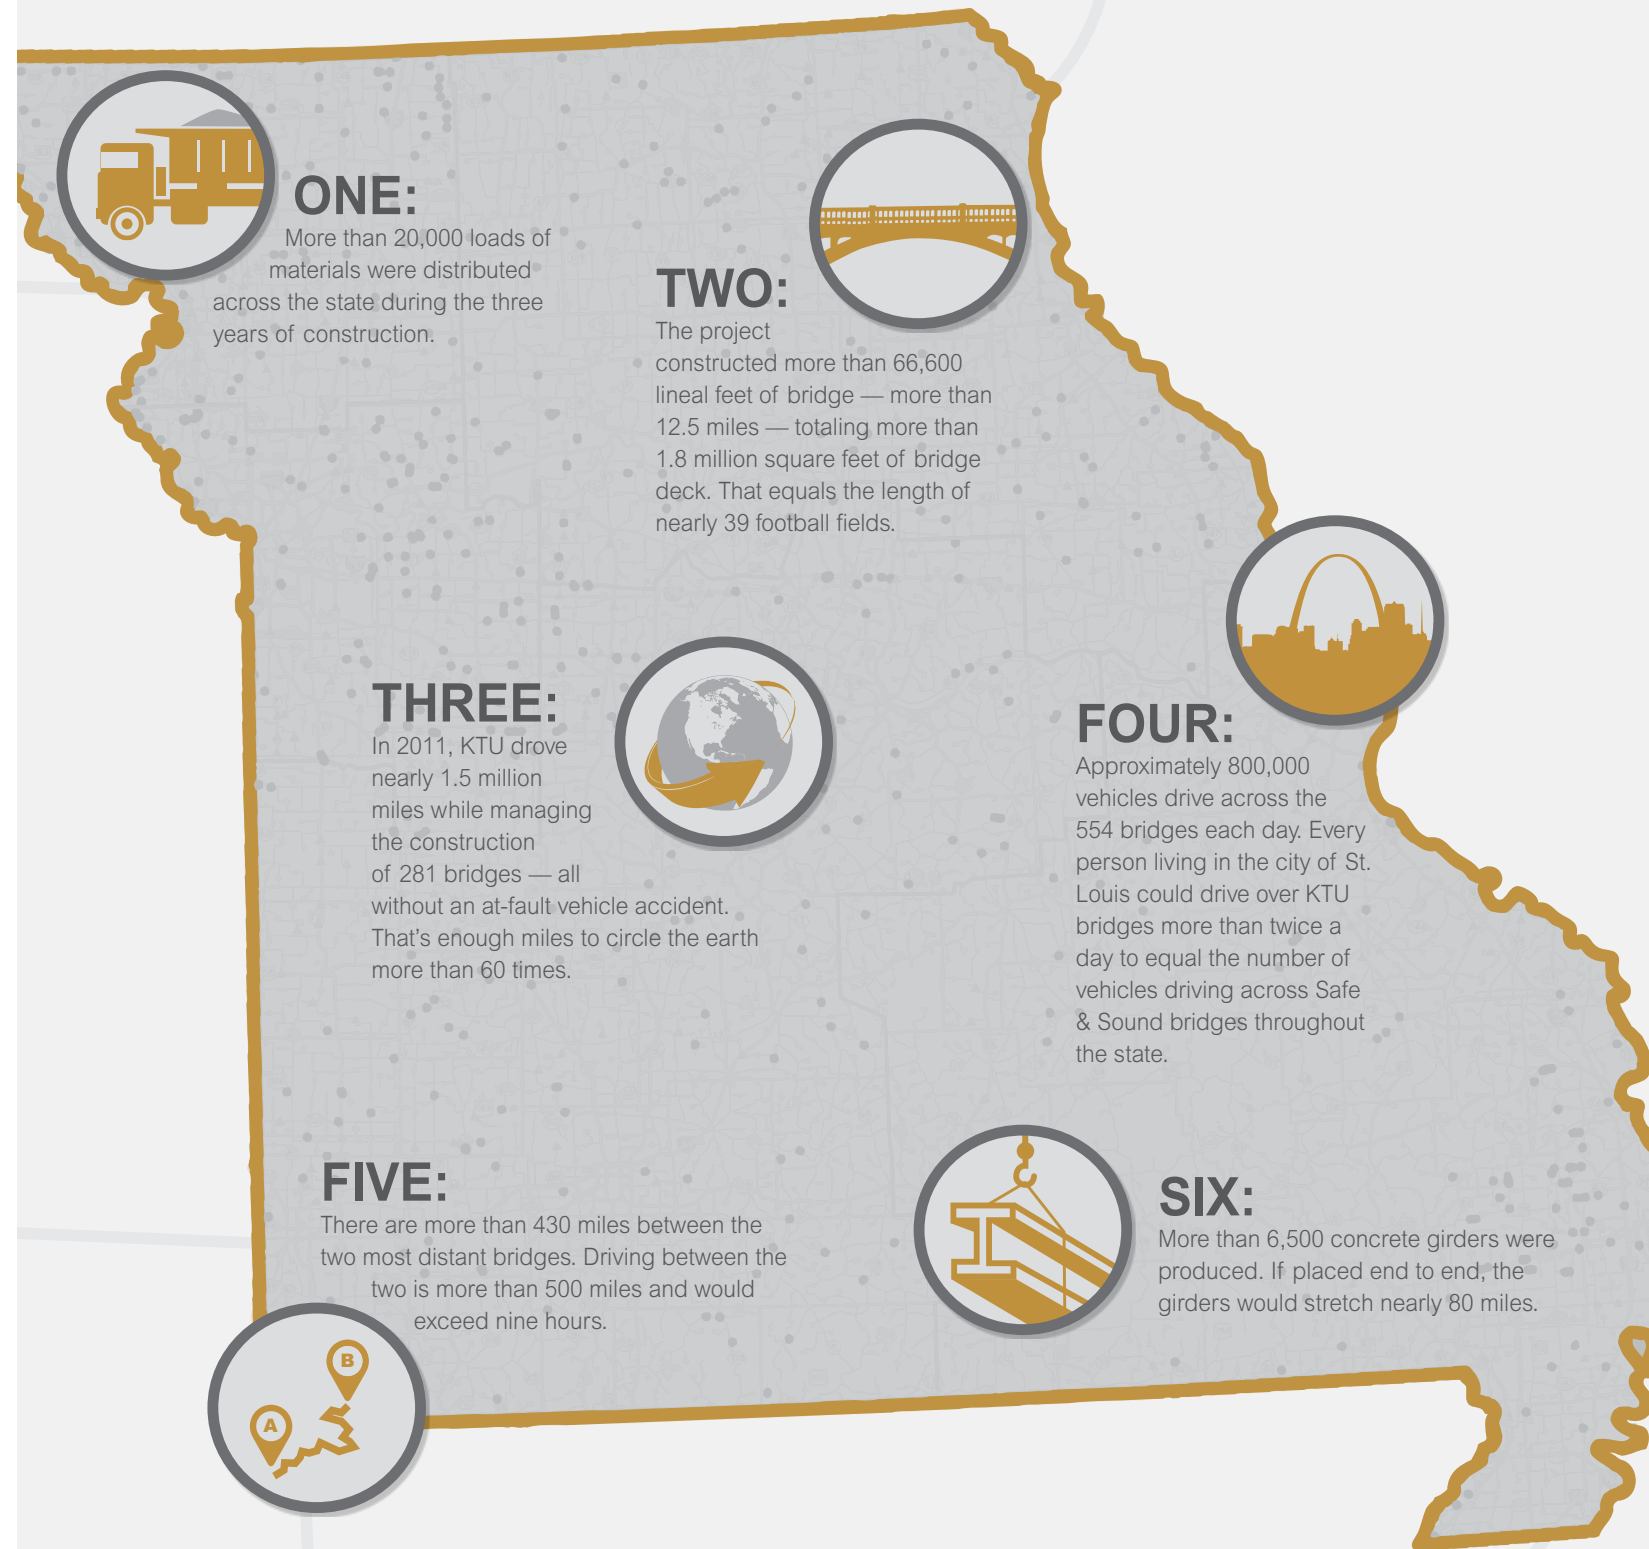 ONE:
More than 20,000 loads of
materials were distributed
across the state during the three
years of construction.
TWO:
The project
constructed more than 66,600
lineal feet of bridge — more than
12.5 miles — totaling more than
1.8 million square feet of bridge
deck. That equals the length of
nearly 39 football fields.
THREE:
In 2011, KTU drove
nearly 1.5 million
miles while managing
the construction
of 281 bridges — all
without an at-fault vehicle accident.
That's enough miles to circle the earth
more than 60 times.
FOUR:
Approximately 800,000
vehicles drive across the
554 bridges each day. Every
person living in the city of St.
Louis could drive over KTU
bridges more than twice a
day to equal the number of
vehicles driving across Safe
& Sound bridges throughout
the state.
FIVE:
There are more than 430 miles between the
two most distant bridges. Driving between the
two is more than 500 miles and would
exceed nine hours.
B
A
SIX:
More than 6,500 concrete girders were
produced. If placed end to end, the
girders would stretch nearly 80 miles.